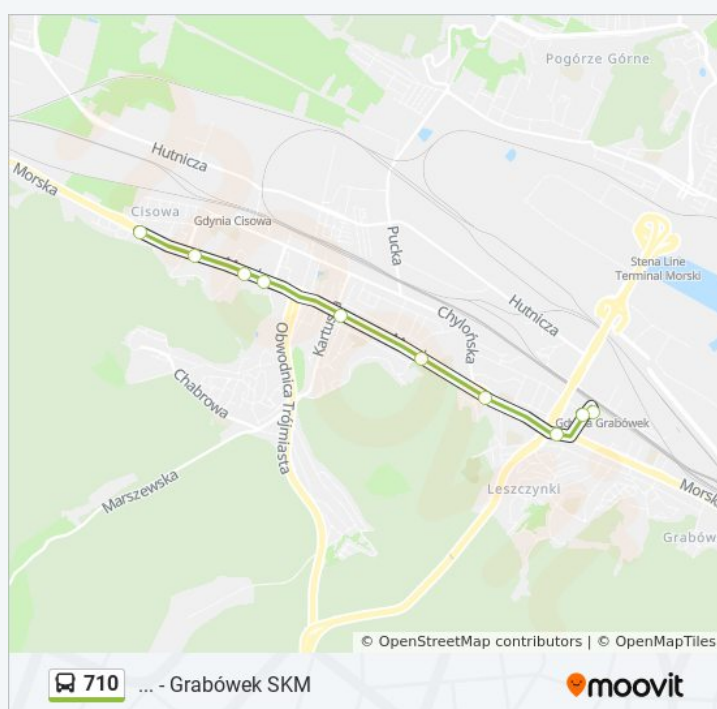 Pogórze Górne
Hutnicza
Morska
Cisowa
Gdynia Cisowa
Pucka
Stena Line
Terminal Morski
Hutnicza
Chylońska
Kartuska
Obwodnica Trójmiasta
Chabrowa
Gdynia Grabówek
Marszewska
Leszczynki
Morsk
Grabów
© OpenStreetMap contributors | © OpenMapTiles
710 ... - Grabówek SKM
moovit